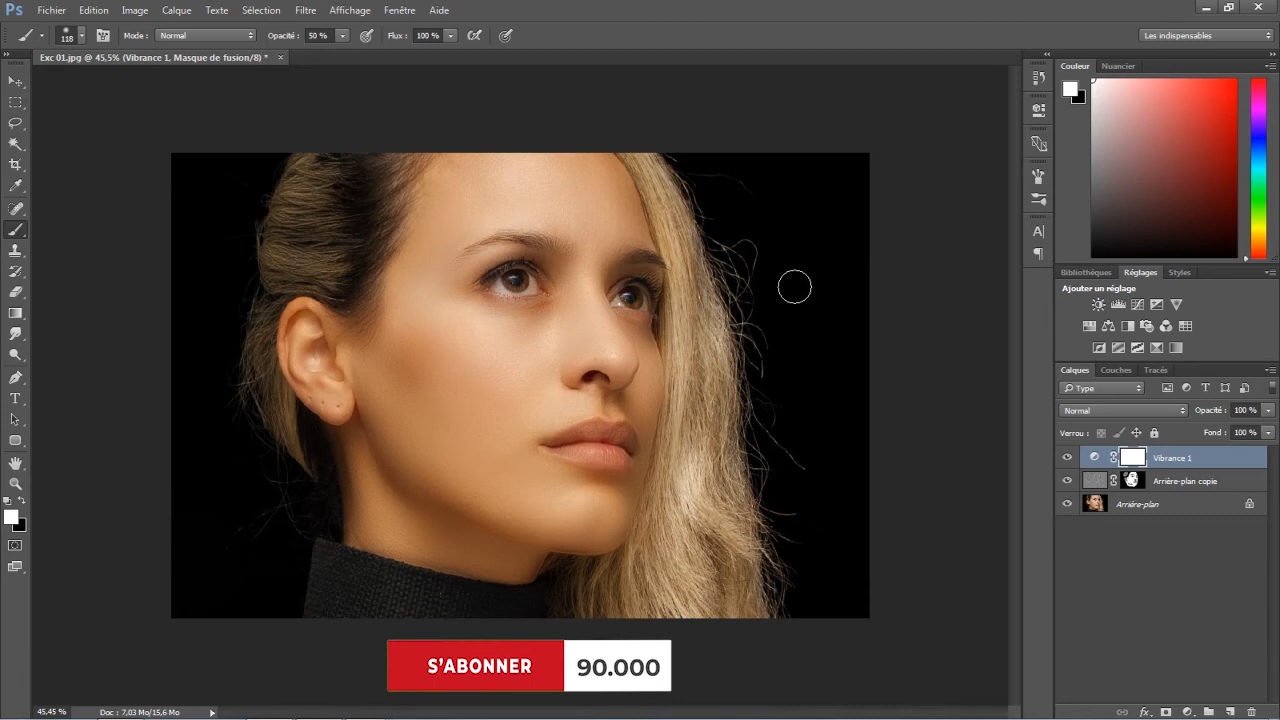 Ps Fichier Edition Image Calque Texte Sélection Filtre Affichage Fenêtre Aide
118 Mode : Normal Opacité : 50 % Flux : 100 % Les indispensables
Exc 01.jpg @ 45,5% (Vibrance 1, Masque de fusion/8) * ×
Couleur Nuancier
Bibliothèques Réglages Styles
Ajouter un réglage
Calques Couches Tracés
Type
Normal Opacité : 100 %
Verrou : Fond : 100 %
Vibrance 1
Arrière-plan copie
Arrière-plan
S'ABONNER 90.000
45,45 % Doc : 7,03 Mo/15,6 Mo